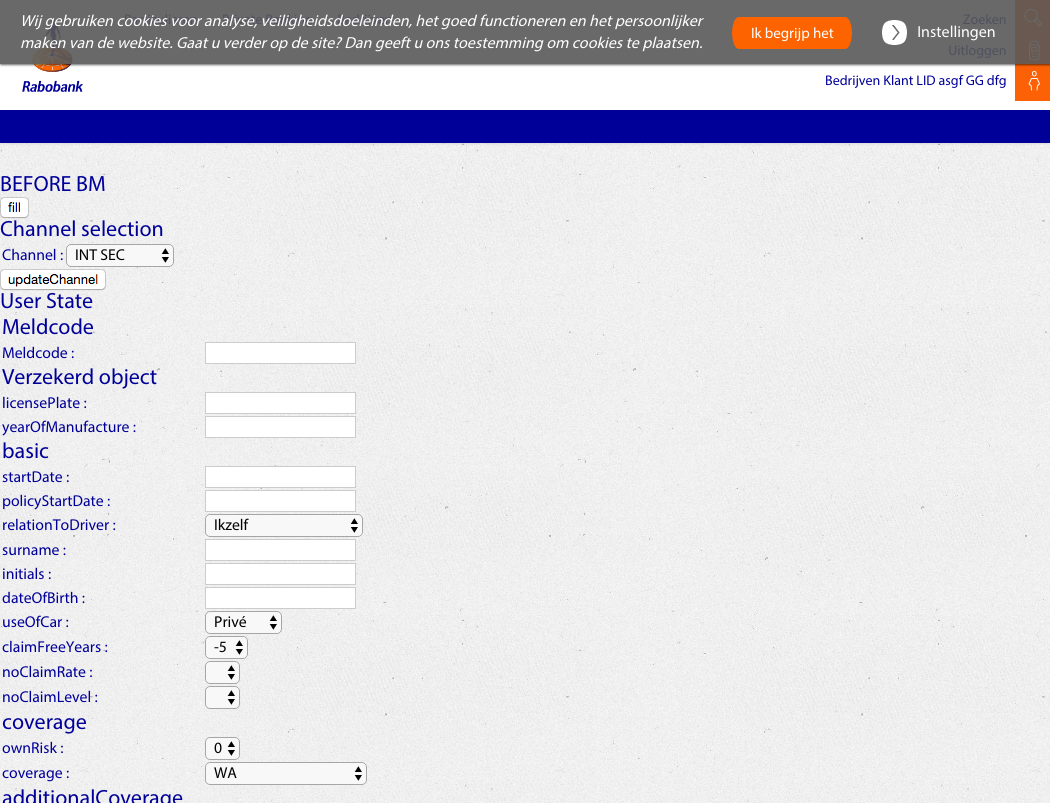 Wij gebruiken cookies voor analyse, veiligheidsdoeleinden, het goed functioneren en het persoonlijker
maken van de website. Gaat u verder op de site? Dan geeft u ons toestemming om cookies te plaatsen.
Ik begrijp het
Instellingen
Zoeken
Uitloggen
Rabobank
Bedrijven Klant LID asgf GG dfg
BEFORE BM
fill
Channel selection
Channel : INT SEC
updateChannel
User State
Meldcode
Meldcode :
Verzekerd object
licensePlate :
yearOfManufacture :
basic
startDate :
policyStartDate :
relationToDriver : Ikzelf
surname :
initials :
dateOfBirth :
useOfCar : Privé
claimFreeYears : -5
noClaimRate :
noClaimLevel :
coverage
ownRisk : 0
coverage : WA
additionalCoverage